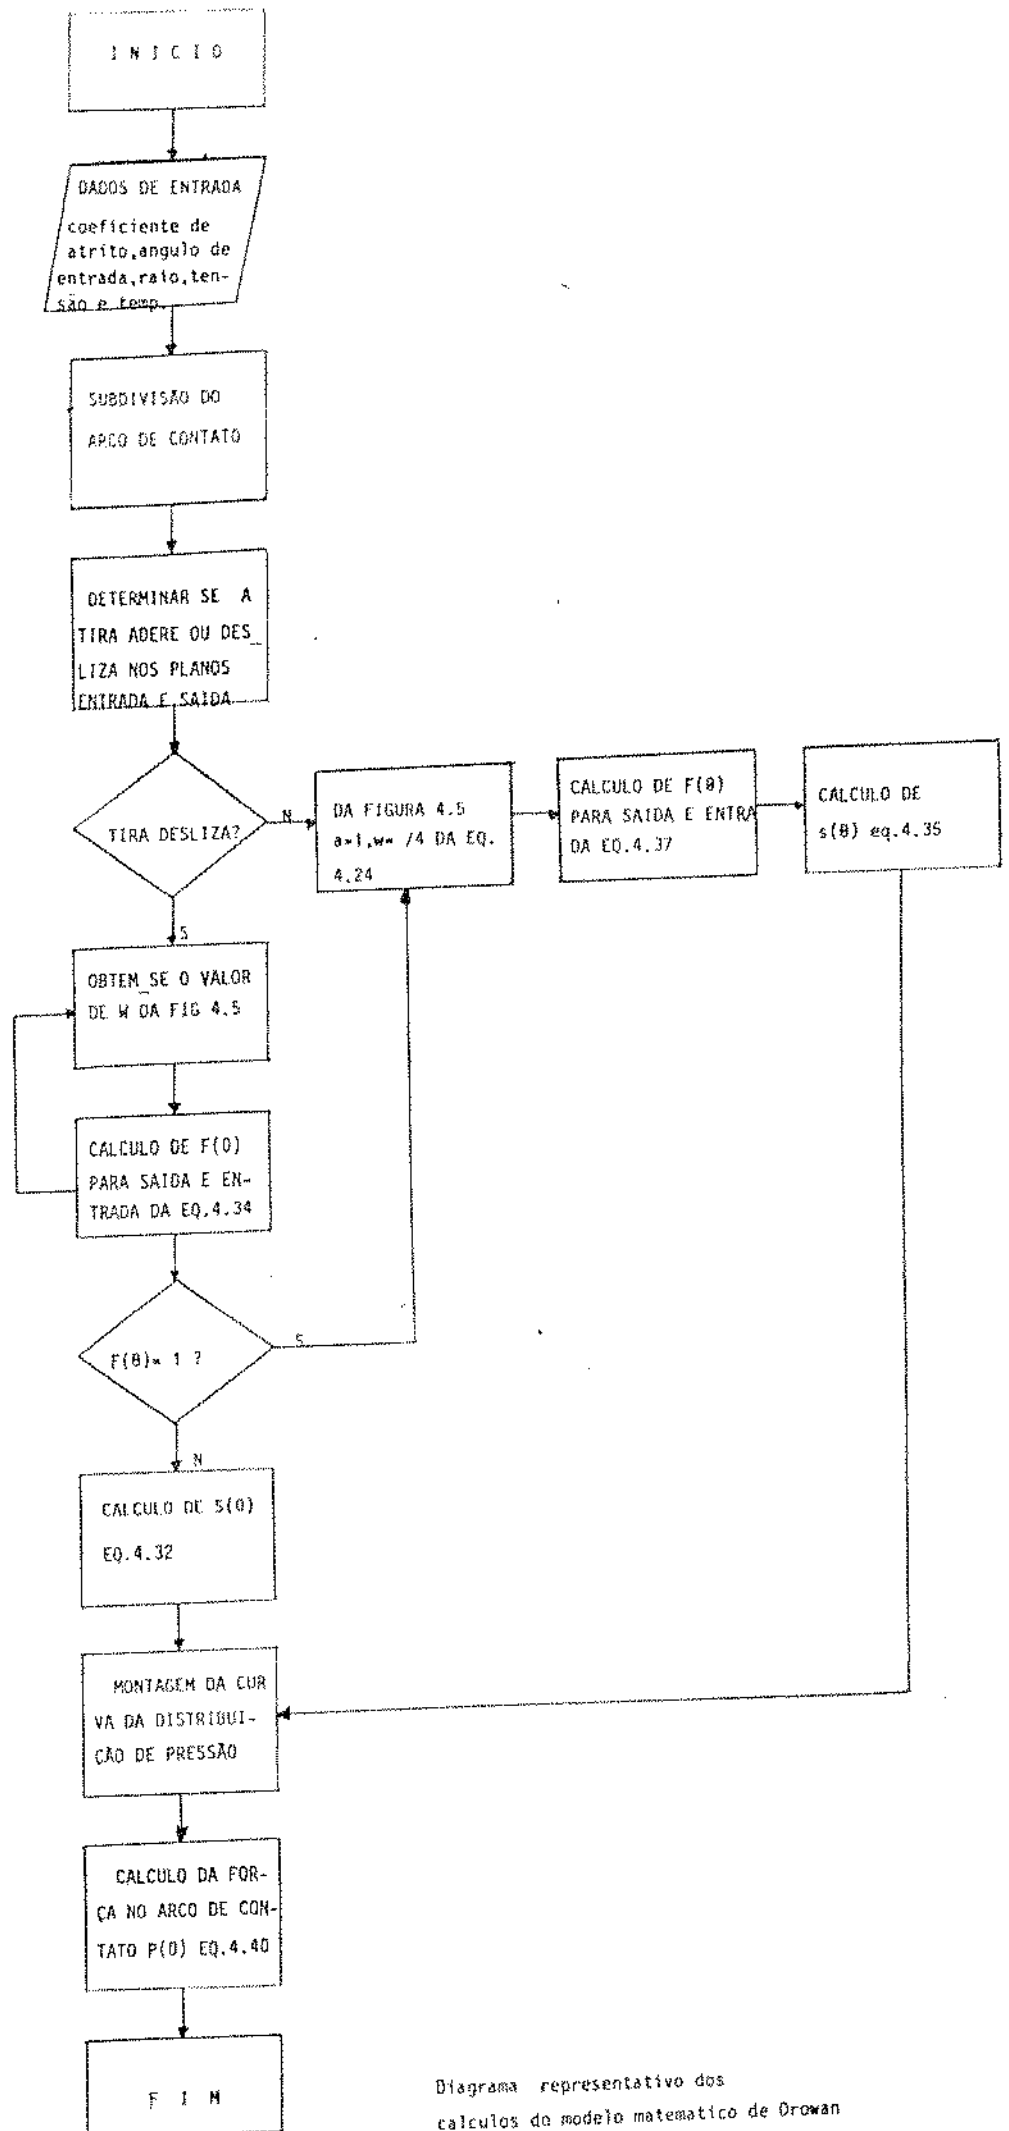 I N I C I O
DADOS DE ENTRADA
coeficiente de
atrito,angulo de
entrada,raio,ten-
são e temp.
SUBDIVISÃO DO
ARCO DE CONTATO
DETERMINAR SE A
TIRA ADERE OU DES_
LIZA NOS PLANOS
ENTRADA E SAIDA
TIRA DESLIZA?
N
DA FIGURA 4.5
a=1,w= /4 DA EQ.
4.24
CALCULO DE F(θ)
PARA SAIDA E ENTRA
DA EQ.4.37
CALCULO DE
s(θ) eq.4.35
S
OBTEM_SE O VALOR
DE W DA FIG 4.5
CALCULO DE F(0)
PARA SAIDA E EN-
TRADA DA EQ.4.34
F(θ)= 1 ?
S
N
CALCULO DE S(0)
EQ.4.32
MONTAGEM DA CUR
VA DA DISTRIBUI-
ÇÃO DE PRESSÃO
CALCULO DA FOR-
ÇA NO ARCO DE CON-
TATO P(0) EQ.4.40
F I M
Diagrama representativo dos
calculos do modelo matematico de Orowan